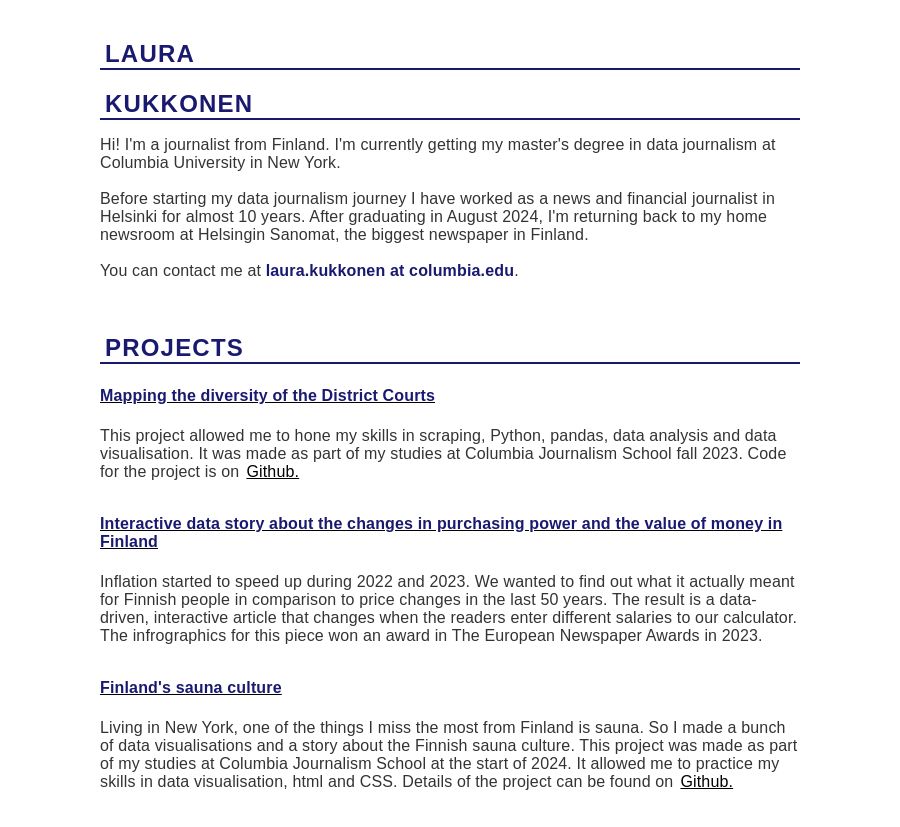 LAURA
KUKKONEN
Hi! I'm a journalist from Finland. I'm currently getting my master's degree in data journalism at
Columbia University in New York.
Before starting my data journalism journey I have worked as a news and financial journalist in
Helsinki for almost 10 years. After graduating in August 2024, I'm returning back to my home
newsroom at Helsingin Sanomat, the biggest newspaper in Finland.
You can contact me at laura.kukkonen at columbia.edu.
PROJECTS
Mapping the diversity of the District Courts
This project allowed me to hone my skills in scraping, Python, pandas, data analysis and data
visualisation. It was made as part of my studies at Columbia Journalism School fall 2023. Code
for the project is on Github.
Interactive data story about the changes in purchasing power and the value of money in
Finland
Inflation started to speed up during 2022 and 2023. We wanted to find out what it actually meant
for Finnish people in comparison to price changes in the last 50 years. The result is a data-
driven, interactive article that changes when the readers enter different salaries to our calculator.
The infrographics for this piece won an award in The European Newspaper Awards in 2023.
Finland's sauna culture
Living in New York, one of the things I miss the most from Finland is sauna. So I made a bunch
of data visualisations and a story about the Finnish sauna culture. This project was made as part
of my studies at Columbia Journalism School at the start of 2024. It allowed me to practice my
skills in data visualisation, html and CSS. Details of the project can be found on Github.